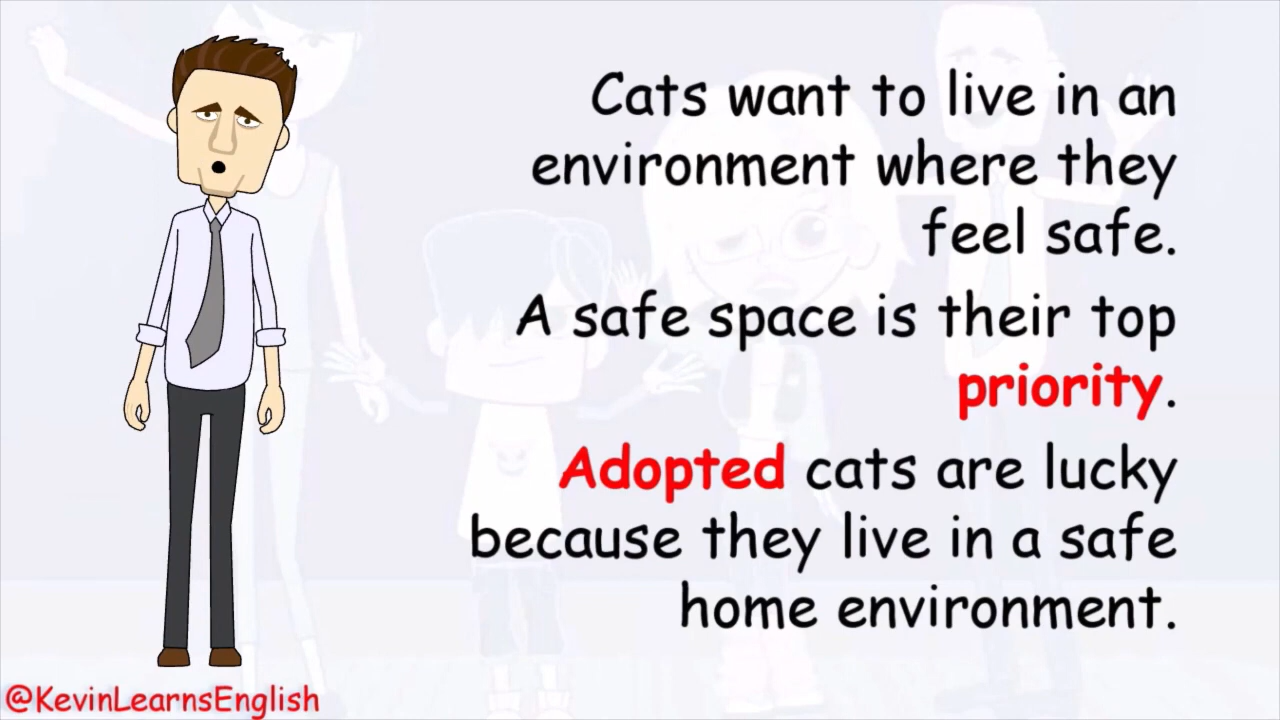 Cats want to live in an
environment where they
feel safe.
A safe space is their top
priority.
Adopted cats are lucky
because they live in a safe
home environment.
@KevinLearnsEnglish